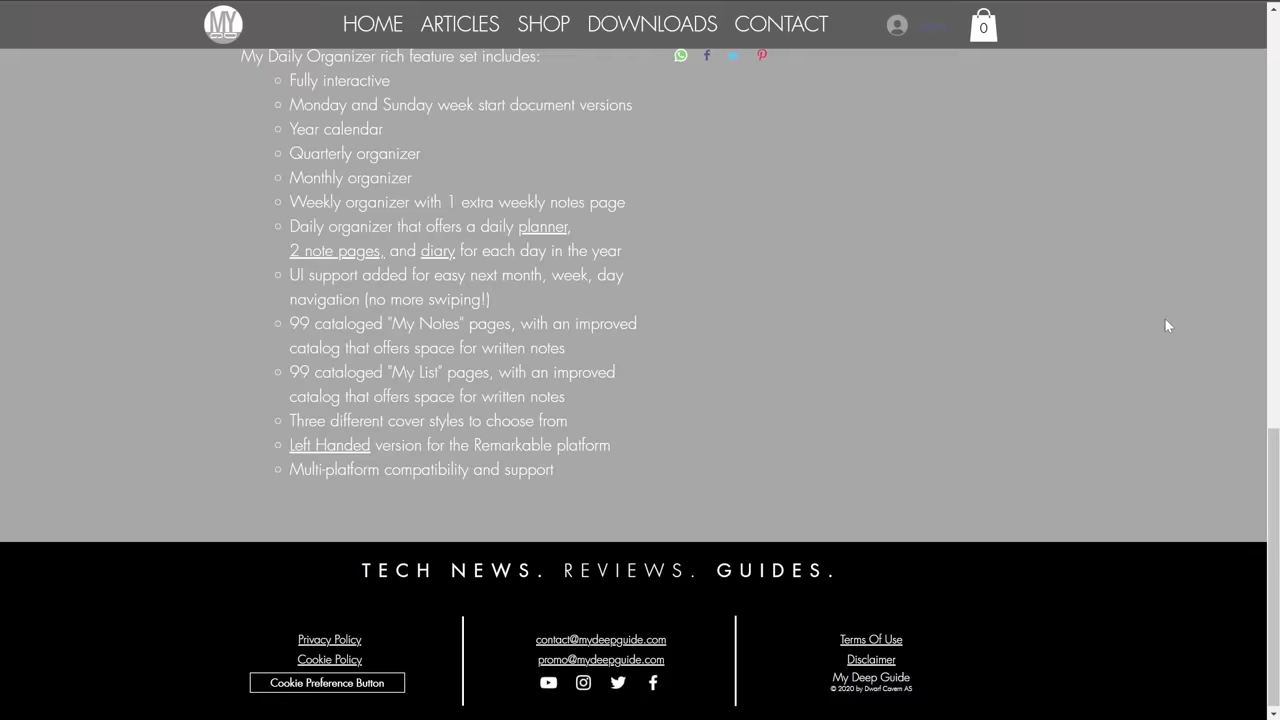 MY
HOME ARTICLES SHOP DOWNLOADS CONTACT
0
My Daily Organizer rich feature set includes:
Fully interactive
Monday and Sunday week start document versions
Year calendar
Quarterly organizer
Monthly organizer
Weekly organizer with 1 extra weekly notes page
Daily organizer that offers a daily planner,
2 note pages, and diary for each day in the year
UI support added for easy next month, week, day
navigation (no more swiping!)
99 cataloged "My Notes" pages, with an improved
catalog that offers space for written notes
99 cataloged "My List" pages, with an improved
catalog that offers space for written notes
Three different cover styles to choose from
Left Handed version for the Remarkable platform
Multi-platform compatibility and support
TECH NEWS. REVIEWS. GUIDES.
Privacy Policy
Cookie Policy
Cookie Preference Button
contact@mydeepguide.com
promo@mydeepguide.com
Terms Of Use
Disclaimer
My Deep Guide
© 2020 by Dwarf Cavern AS